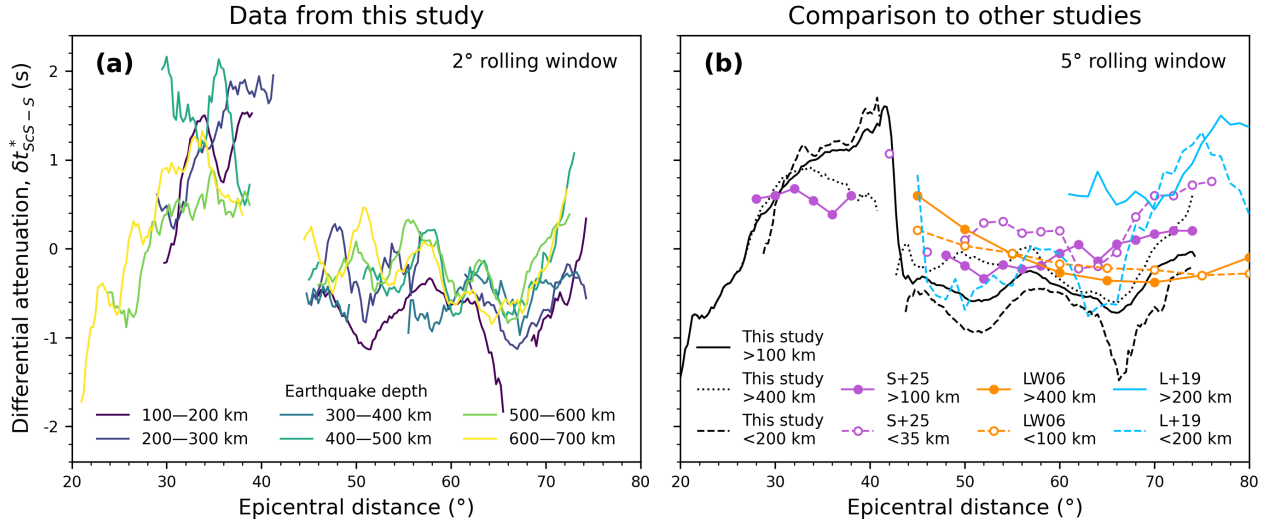 Data from this study
Comparison to other studies
(a)
2° rolling window
(b)
5° rolling window
Differential attenuation, δt*ScS−S (s)
2
1
0
-1
-2
Earthquake depth
100—200 km
200—300 km
300—400 km
400—500 km
500—600 km
600—700 km
This study
>100 km
This study
>400 km
This study
<200 km
S+25
>100 km
S+25
<35 km
LW06
>400 km
LW06
<100 km
L+19
>200 km
L+19
<200 km
20 30 40 50 60 70 80
20 30 40 50 60 70 80
Epicentral distance (°)
Epicentral distance (°)